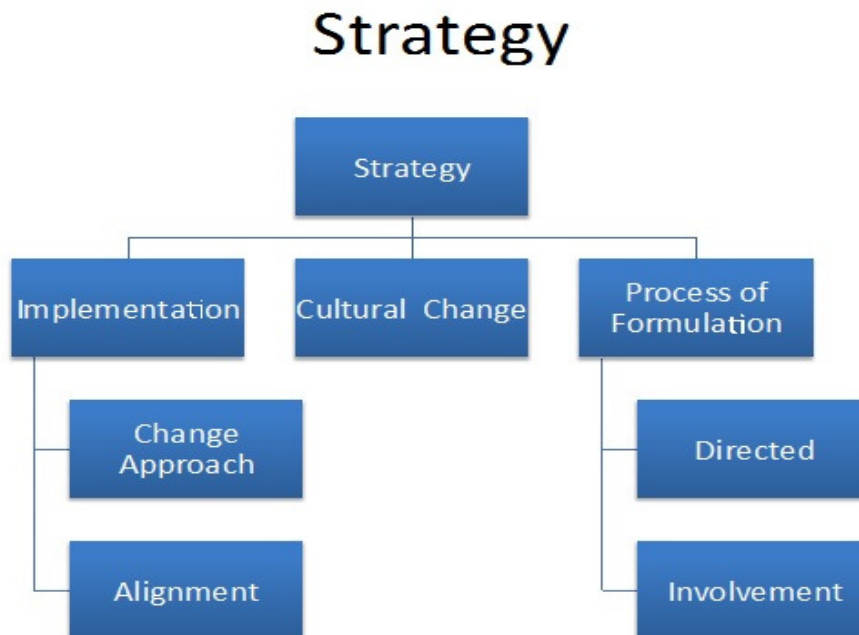 Strategy
Strategy
Implementation
Cultural Change
Process of
Formulation
Change
Approach
Directed
Alignment
Involvement